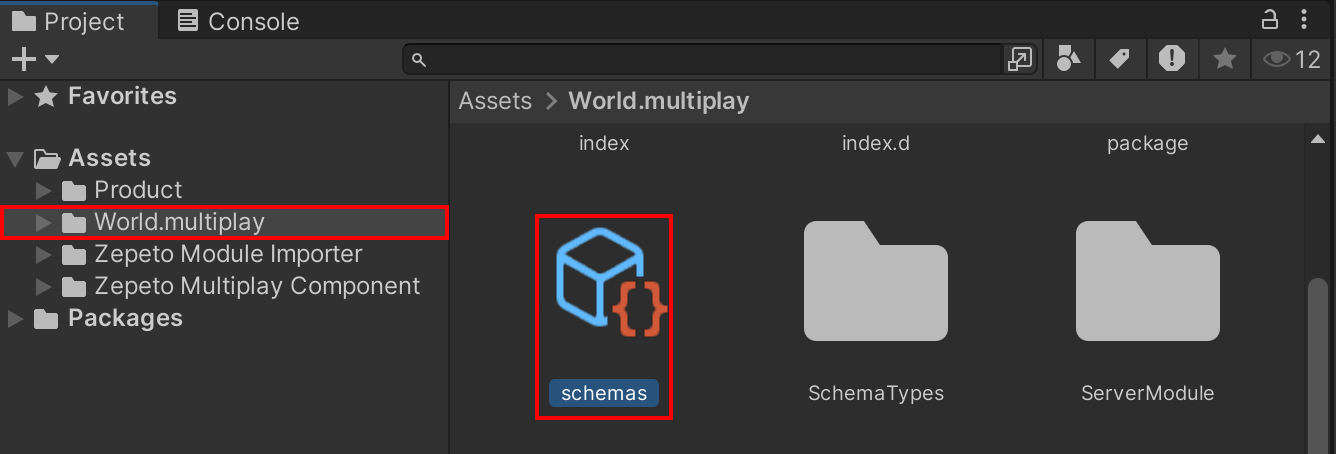 Project Console
12
Favorites
Assets
Product
World.multiplay
Zepeto Module Importer
Zepeto Multiplay Component
Packages
Assets > World.multiplay
index index.d package
schemas SchemaTypes ServerModule